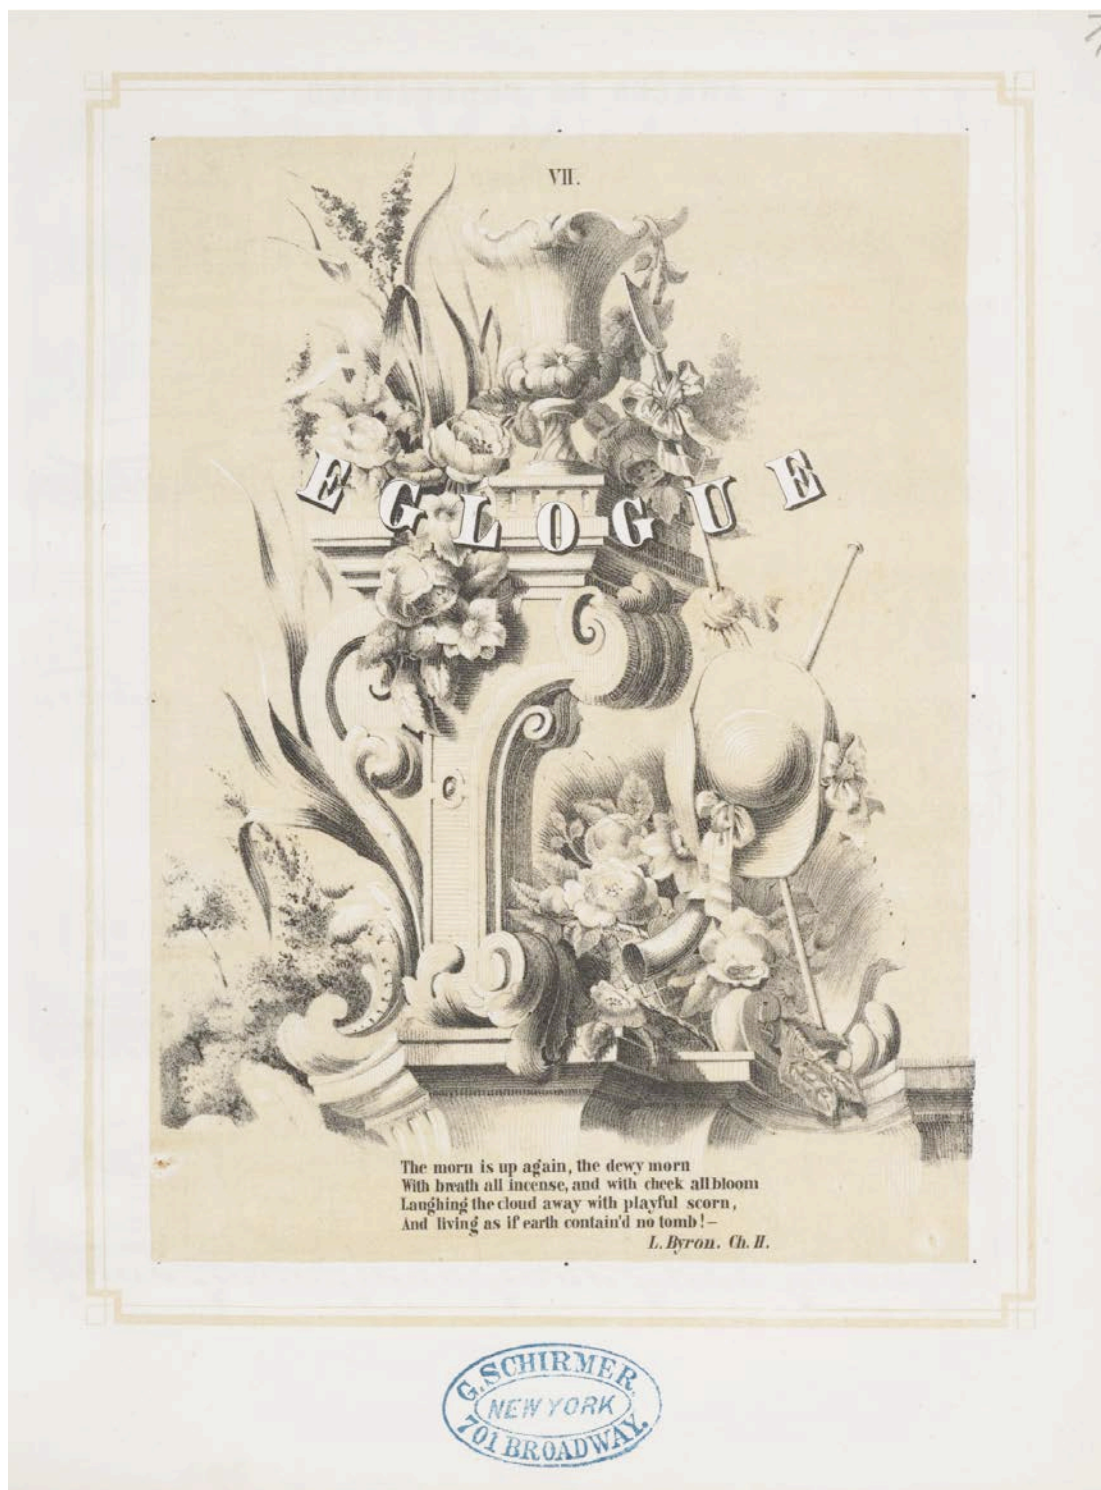 VII.
EGLOGUE
The morn is up again, the dewy morn
With breath all incense, and with cheek all bloom
Laughing the cloud away with playful scorn,
And living as if earth contain'd no tomb! —
L. Byron. Ch. H.
G. SCHIRMER.
NEW YORK
701 BROADWAY.